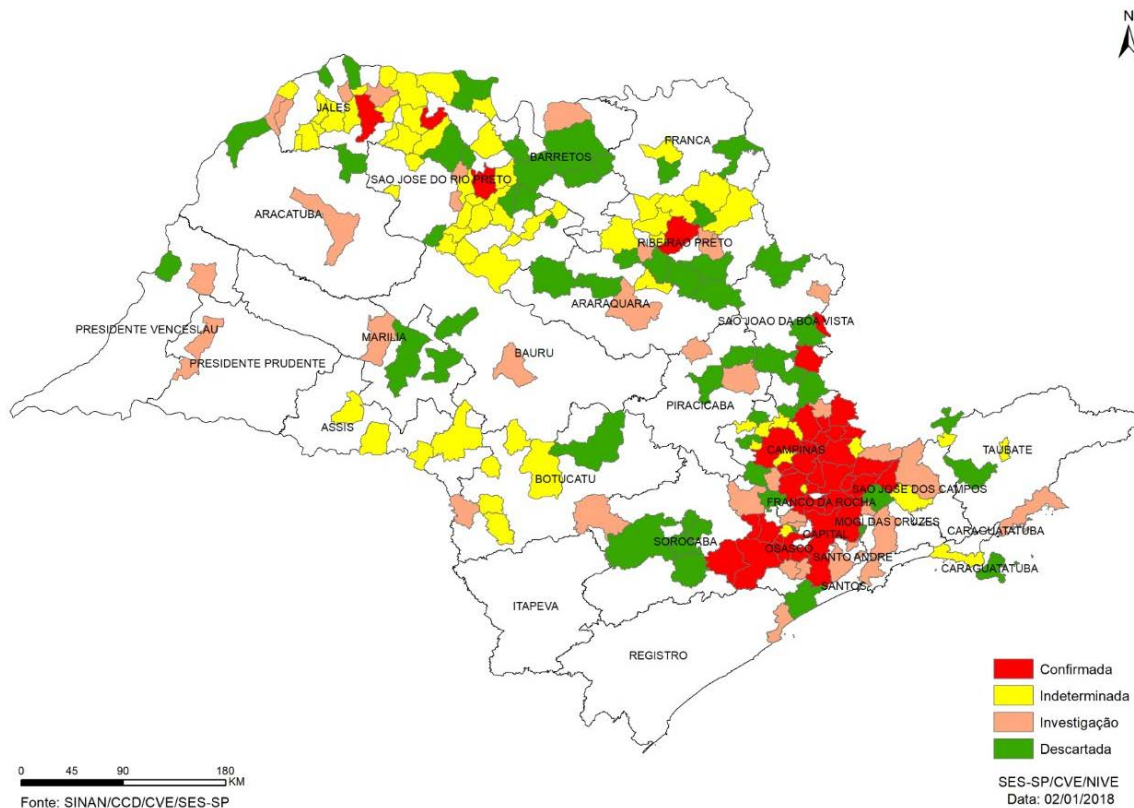 N
JALES
FRANCA
BARRETOS
SAO JOSE DO RIO PRETO
ARACATUBA
RIBEIRAO PRETO
ARARAQUARA
SAO JOAO DA BOA VISTA
PRESIDENTE VENCESLAU
MARILIA
BAURU
PRESIDENTE PRUDENTE
PIRACICABA
ASSIS
CAMPINAS
TAUBATE
BOTUCATU
SAO JOSE DOS CAMPOS
FRANCO DA ROCHA
MOGI DAS CRUZES
CARAGUATATUBA
SOROCABA
CAPITAL
OSASCO
SANTO ANDRE
CARAGUATATUBA
SANTOS
ITAPEVA
REGISTRO
Confirmada
Indeterminada
Investigação
Descartada
0 45 90 180
KM
Fonte: SINAN/CCD/CVE/SES-SP
SES-SP/CVE/NIVE
Data: 02/01/2018